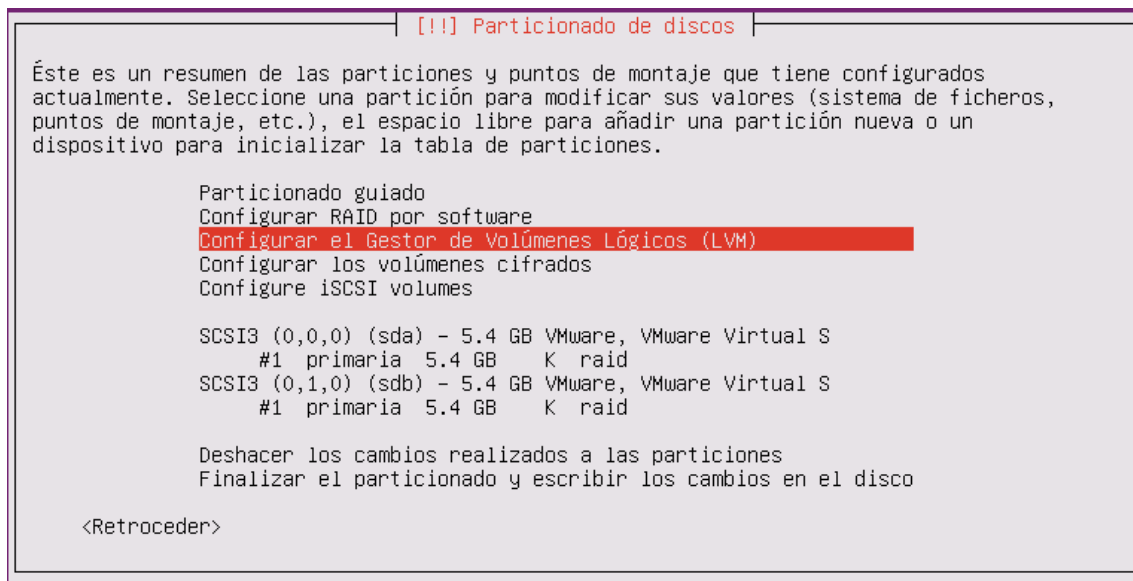 [!!] Particionado de discos
Éste es un resumen de las particiones y puntos de montaje que tiene configurados
actualmente. Seleccione una partición para modificar sus valores (sistema de ficheros,
puntos de montaje, etc.), el espacio libre para añadir una partición nueva o un
dispositivo para inicializar la tabla de particiones.
Particionado guiado
Configurar RAID por software
Configurar el Gestor de Volúmenes Lógicos (LVM)
Configurar los volúmenes cifrados
Configure iSCSI volumes
SCSI3 (0,0,0) (sda) – 5.4 GB VMware, VMware Virtual S
#1 primaria 5.4 GB K raid
SCSI3 (0,1,0) (sdb) – 5.4 GB VMware, VMware Virtual S
#1 primaria 5.4 GB K raid
Deshacer los cambios realizados a las particiones
Finalizar el particionado y escribir los cambios en el disco
<Retroceder>